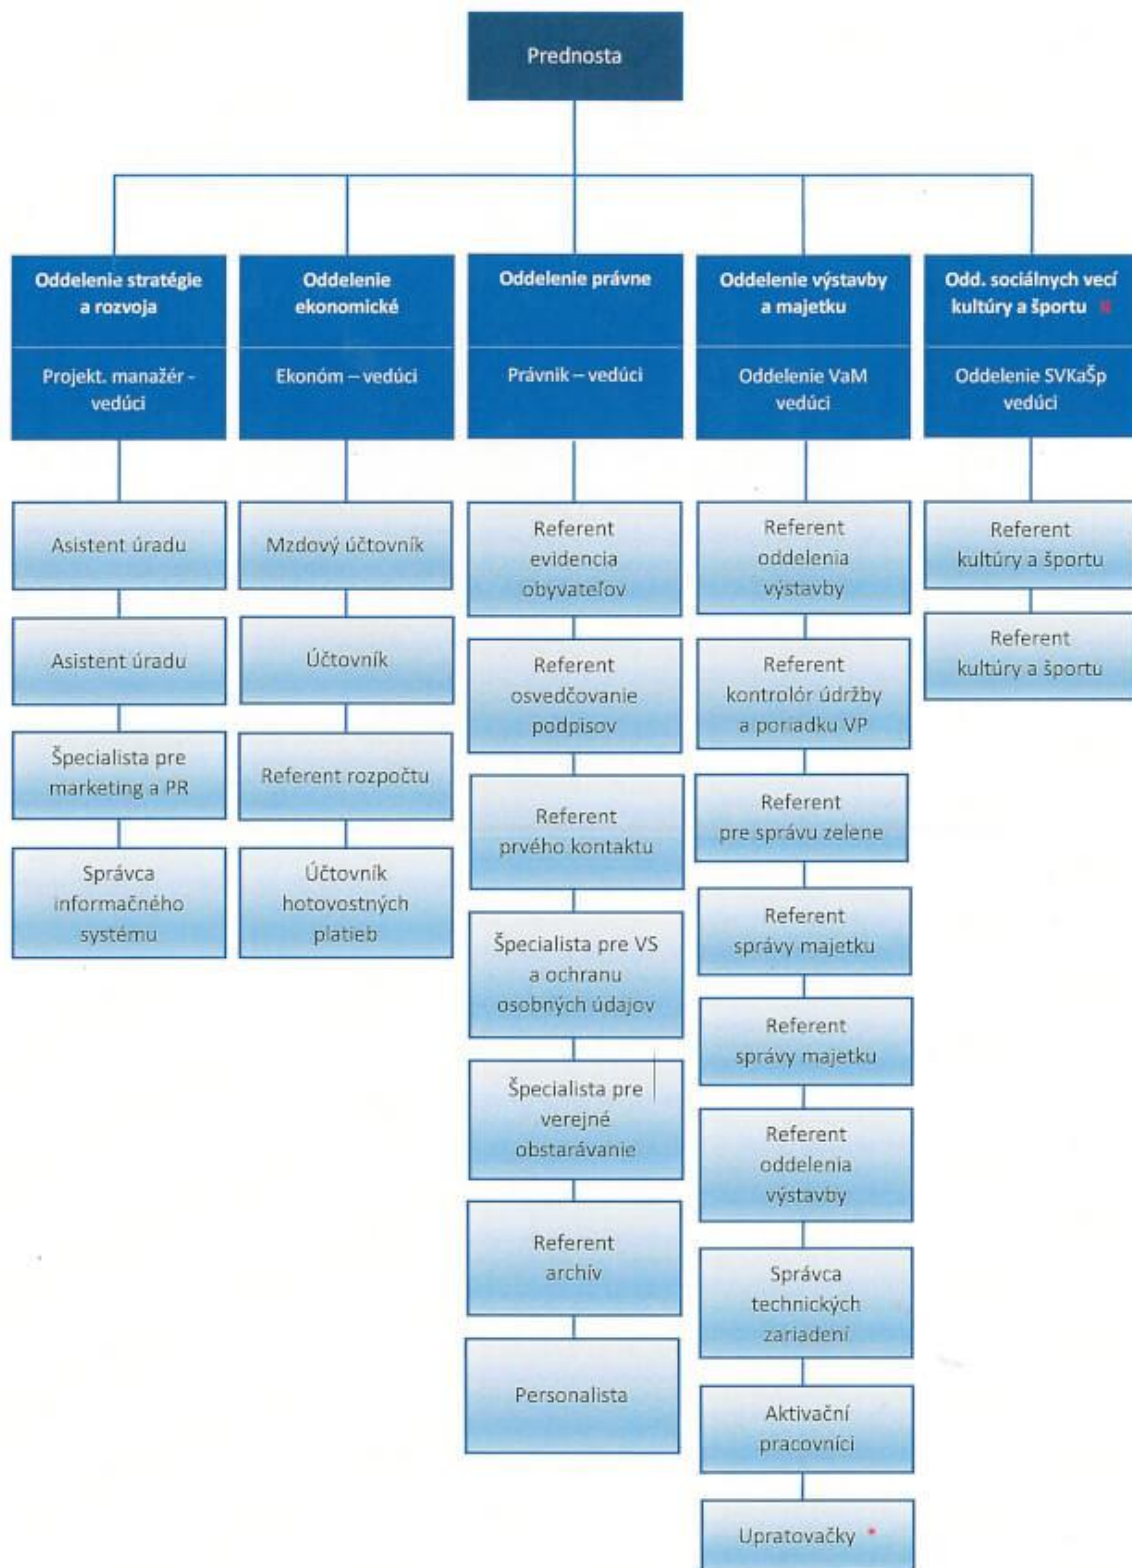 Prednosta
Oddelenie stratégie
a rozvoja
Projekt. manažér -
vedúci
Asistent úradu
Asistent úradu
Špecialista pre
marketing a PR
Správca
informačného
systému
Oddelenie
ekonomické
Ekonóm – vedúci
Mzdový účtovník
Účtovník
Referent rozpočtu
Účtovník
hotovostných
platieb
Oddelenie právne
Právnik – vedúci
Referent
evidencia
obyvateľov
Referent
osvedčovanie
podpisov
Referent
prvého kontaktu
Špecialista pre VS
a ochranu
osobných údajov
Špecialista pre
verejné
obstarávanie
Referent
archív
Personalista
Oddelenie výstavby
a majetku
Oddelenie VaM
vedúci
Referent
oddelenia
výstavby
Referent
kontrolór údržby
a poriadku VP
Referent
pre správu zelene
Referent
správy majetku
Referent
správy majetku
Referent
oddelenia
výstavby
Správca
technických
zariadení
Aktivační
pracovníci
Upratovačky *
Odd. sociálnych vecí
kultúry a športu
Oddelenie SVKaŠp
vedúci
Referent
kultúry a športu
Referent
kultúry a športu